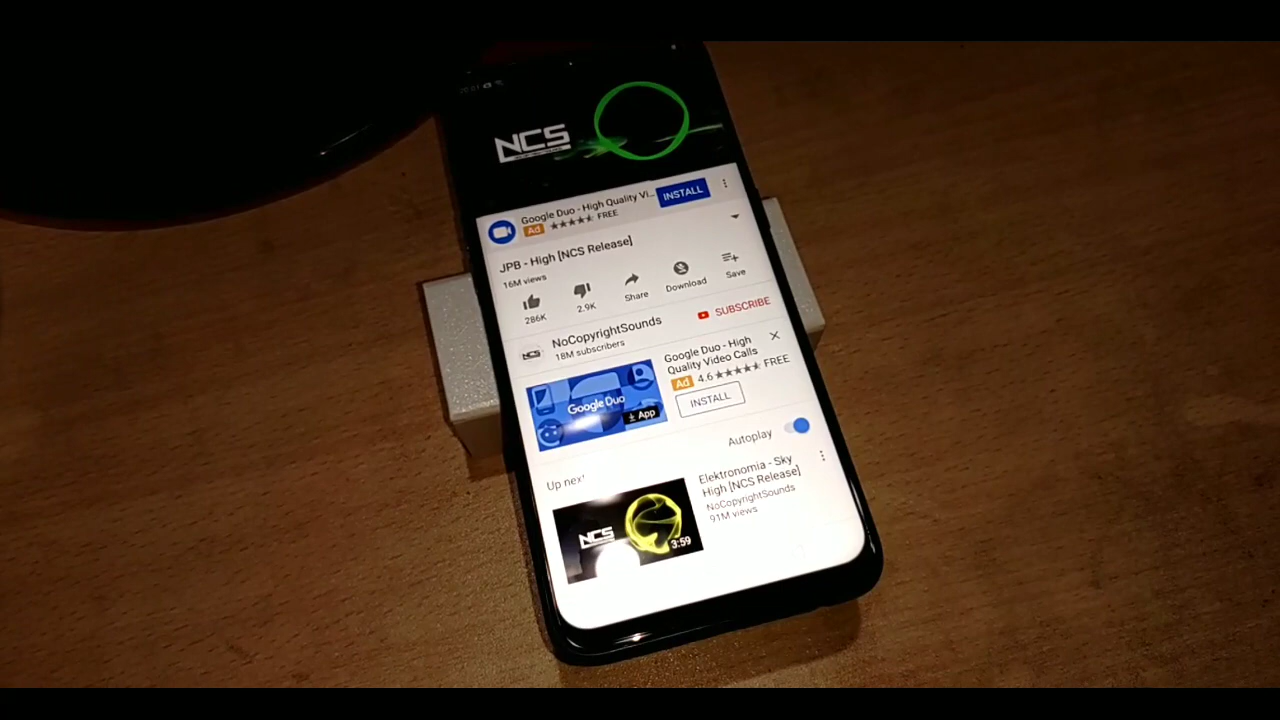 NCS
Google Duo - High Quality Vi...
Ad ★★★★★ FREE
INSTALL
JPB - High [NCS Release]
16M views
286K
2.9K
Share
Download
Save
NoCopyrightSounds
18M subscribers
SUBSCRIBE
NCS
Google Duo
App
Google Duo - High
Quality Video Calls
Ad 4.6★★★★★ FREE
INSTALL
Autoplay
Up next
NCS
3:59
Elektronomia - Sky
High [NCS Release]
NoCopyrightSounds
91M views